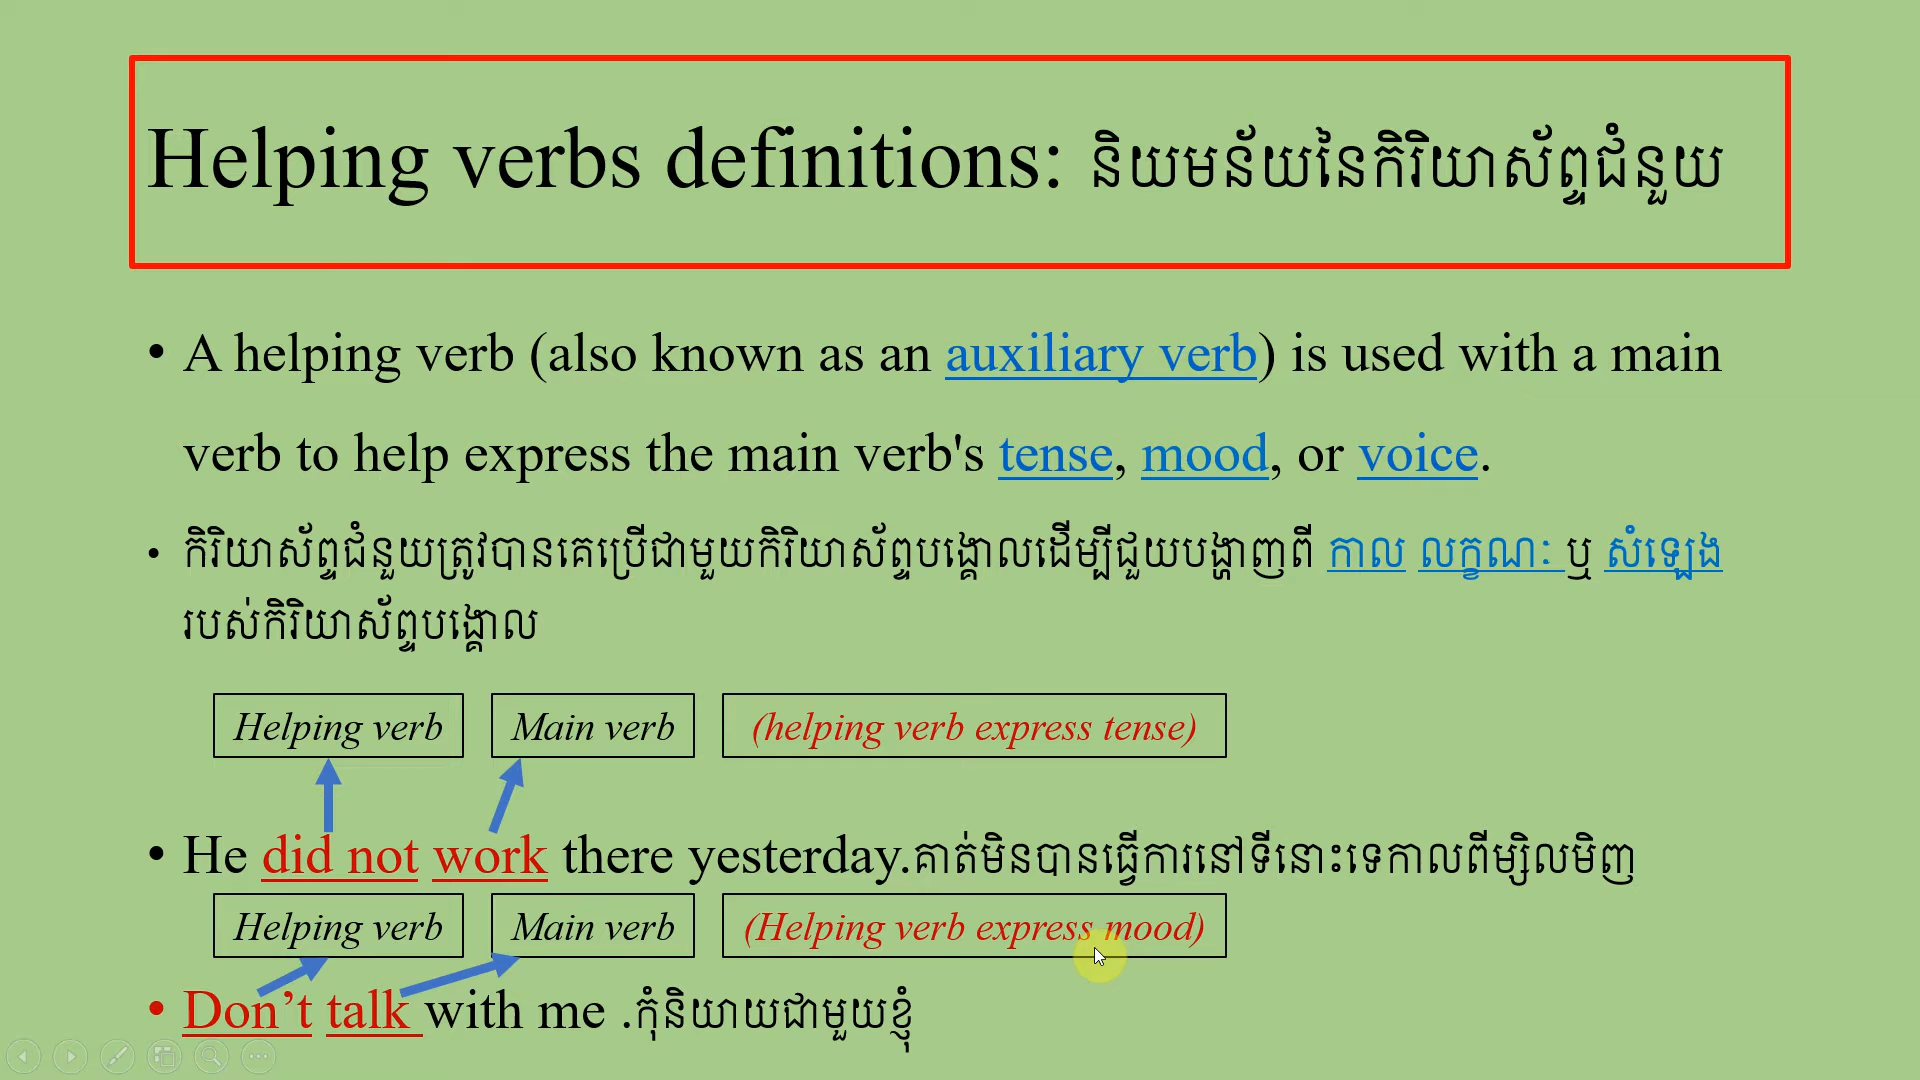 Helping verbs definitions: និយមន័យនៃកិរិយាស័ព្ទជំនួយ
• A helping verb (also known as an auxiliary verb) is used with a main
verb to help express the main verb's tense, mood, or voice.
• កិរិយាស័ព្ទជំនួយត្រូវបានគេប្រើជាមួយកិរិយាស័ព្ទបង្គោលដើម្បីជួយបង្ហាញពី កាល លក្ខណៈ ឬ សំឡេង
របស់កិរិយាស័ព្ទបង្គោល
Helping verb Main verb (helping verb express tense)
• He did not work there yesterday.គាត់មិនបានធ្វើការនៅទីនោះទេកាលពីម្សិលមិញ
Helping verb Main verb (Helping verb express mood)
• Don’t talk with me .កុំនិយាយជាមួយខ្ញុំ